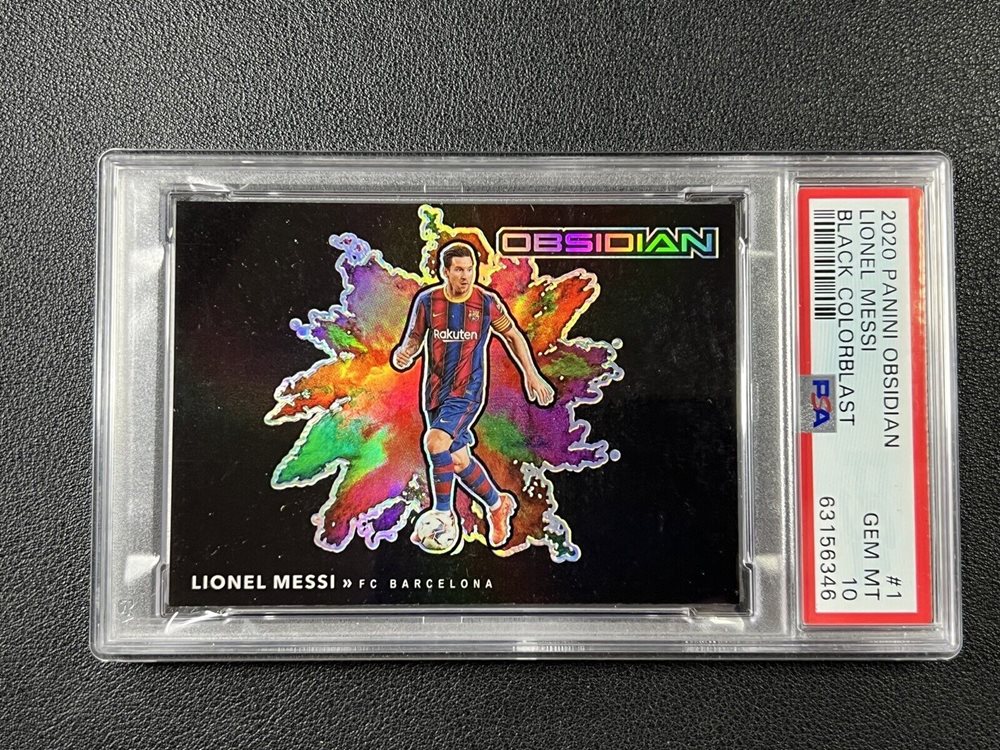 OBSIDIAN
Rakuten
LIONEL MESSI » FC BARCELONA
2020 PANINI OBSIDIAN #1
LIONEL MESSI GEM MT
BLACK COLORBLAST 10
PSA 63156346